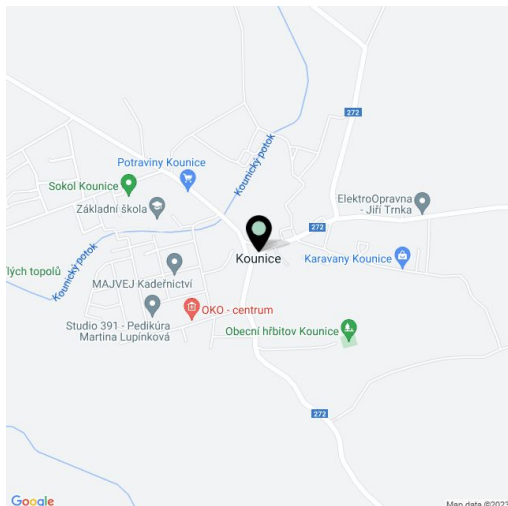 272
Kounický potok
Potraviny Kounice
Sokol Kounice
Základní škola
ElektroOpravna
- Jiří Trnka
272
Kounický potok
Kounice
Karavany Kounice
lých topolů
MAJVEJ Kadeřnictví
OKO - centrum
Studio 391 - Pedikúra
Martina Lupínková
Obecní hřbitov Kounice
272
Google
Map data ©2023